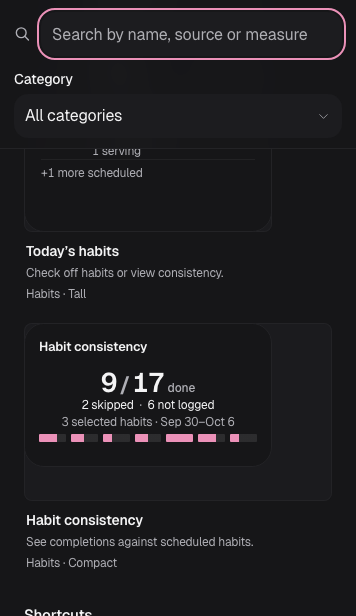 Search by name, source or measure
Category
All categories
1 serving
+1 more scheduled
Today's habits
Check off habits or view consistency.
Habits · Tall
Habit consistency
9/17 done
2 skipped · 6 not logged
3 selected habits · Sep 30–Oct 6
Habit consistency
See completions against scheduled habits.
Habits · Compact
Shortcuts